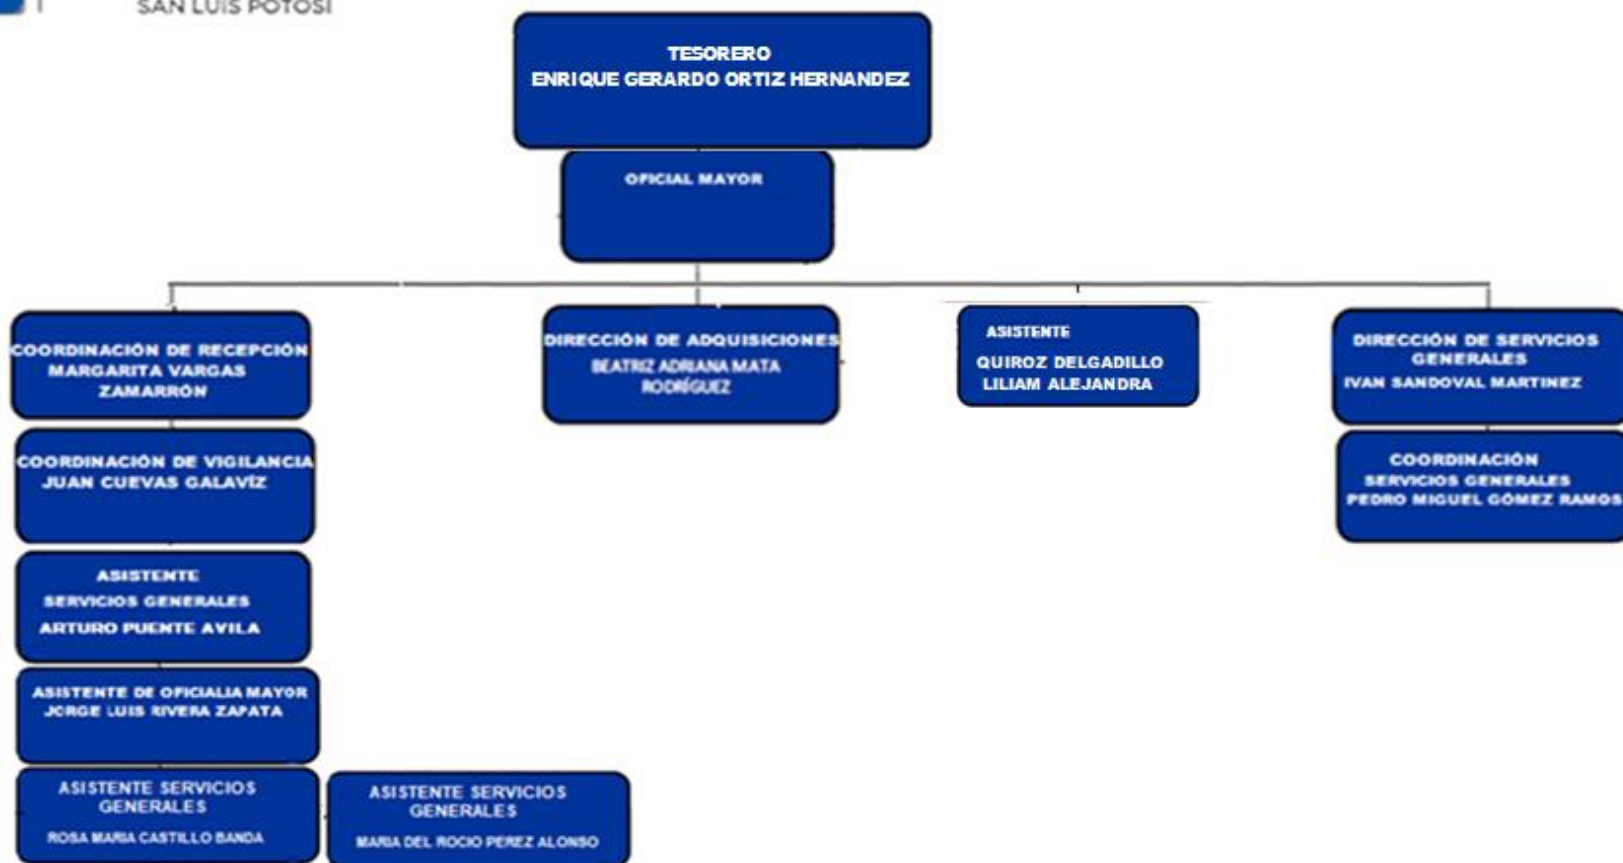 SAN LUIS POTOSÍ
TESORERO
ENRIQUE GERARDO ORTIZ HERNANDEZ
OFICIAL MAYOR
COORDINACIÓN DE RECEPCIÓN
MARGARITA VARGAS
ZAMARRÓN
DIRECCIÓN DE ADQUISICIONES
BEATRIZ ADRIANA MATA
RODRÍGUEZ
ASISTENTE
QUIROZ DELGADILLO
LILIAM ALEJANDRA
DIRECCIÓN DE SERVICIOS
GENERALES
IVAN SANDOVAL MARTINEZ
COORDINACIÓN DE VIGILANCIA
JUAN CUEVAS GALAVÍZ
COORDINACIÓN
SERVICIOS GENERALES
PEDRO MIGUEL GÓMEZ RAMOS
ASISTENTE
SERVICIOS GENERALES
ARTURO PUENTE AVILA
ASISTENTE DE OFICIALIA MAYOR
JORGE LUIS RIVERA ZAPATA
ASISTENTE SERVICIOS
GENERALES
ROSA MARIA CASTILLO BANDA
ASISTENTE SERVICIOS
GENERALES
MARIA DEL ROCIO PEREZ ALONSO